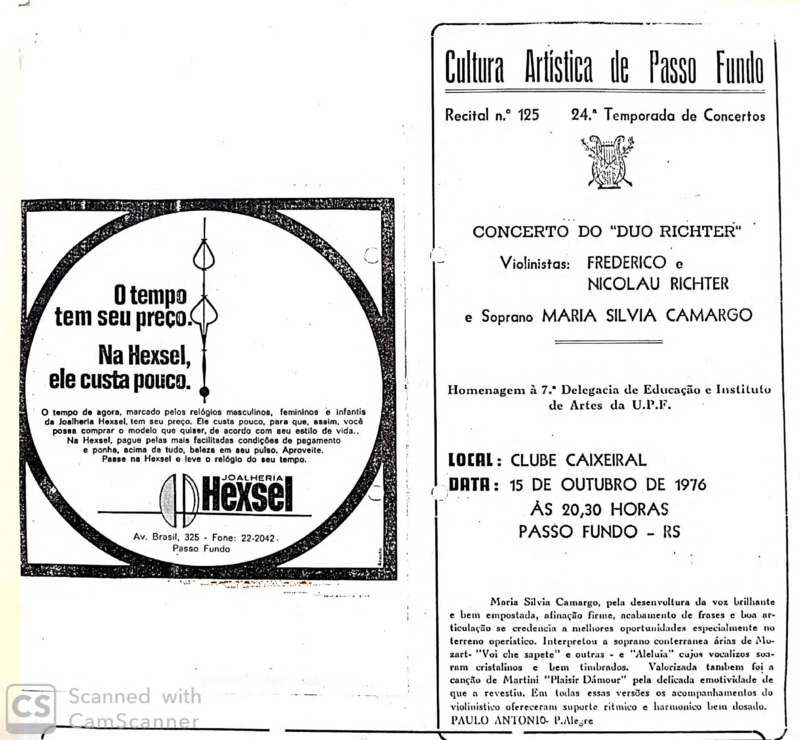 O tempo
tem seu preço.
Na Hexsel,
ele custa pouco.
O tempo de agora, marcado pelos relógios masculinos, femininos e infantis
da Joalheria Hexsel, tem seu preço. Ele custa pouco, para que, assim, você
possa comprar o modelo que quiser, de acordo com seu estilo de vida.
Na Hexsel, pague pelas mais facilitadas condições de pagamento
e ponha, acima de tudo, beleza em seu pulso. Aproveite.
Passe na Hexsel e leve o relógio do seu tempo.
JOALHERIA
Hexsel
Av. Brasil, 325 - Fone: 22-2042
Passo Fundo
Cultura Artística de Passo Fundo
Recital n.º 125 24.ª Temporada de Concertos
CONCERTO DO "DUO RICHTER"
Violinistas: FREDERICO e
NICOLAU RICHTER
e Soprano MARIA SILVIA CAMARGO
Homenagem à 7.ª Delegacia de Educação e Instituto
de Artes da U.P.F.
LOCAL: CLUBE CAIXEIRAL
DATA: 15 DE OUTUBRO DE 1976
ÀS 20,30 HORAS
PASSO FUNDO - RS
Maria Silvia Camargo, pela desenvoltura da voz brilhante
e bem empostada, afinação firme, acabamento de frases e boa ar-
ticulação se credencia a melhores oportunidades especialmente no
terreno operístico. Interpretou a soprano conterranea árias de Mo-
zart- "Voi che sapete" e outras - e "Aleluia" cujos vocalizos soa-
ram cristalinos e bem timbrados. Valorizada tambem foi a
canção de Martini "Plaisir Dámour" pela delicada emotividade de
que a revestiu. Em todas essas versões os acompanhamentos do
violinistico ofereceram suporte ritmico e harmonico bem dosado.
PAULO ANTONIO- P.Alegre
CS Scanned with
CamScanner